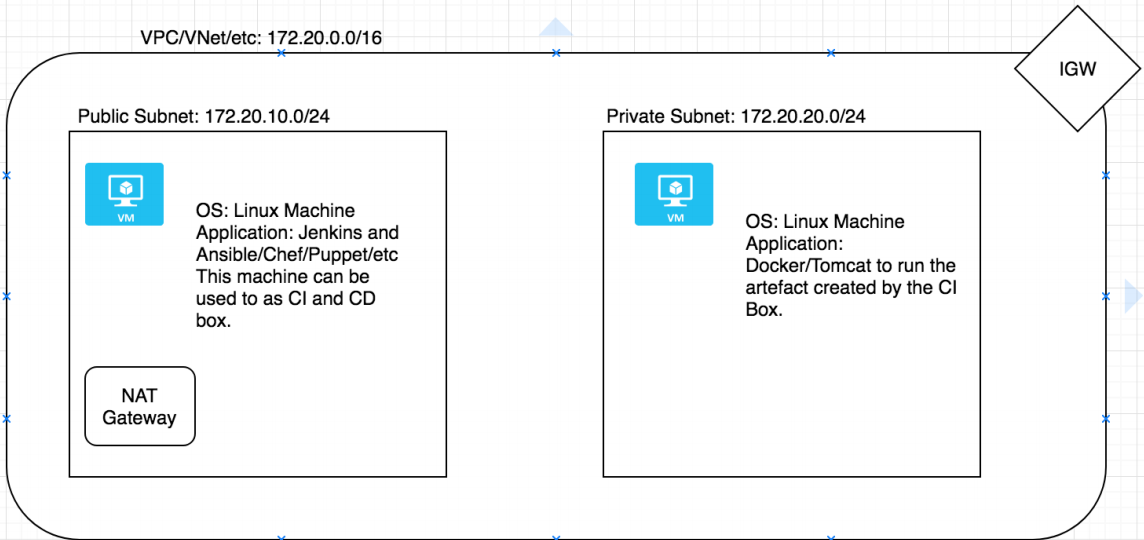 VPC/VNet/etc: 172.20.0.0/16
IGW
Public Subnet: 172.20.10.0/24
VM
OS: Linux Machine
Application: Jenkins and
Ansible/Chef/Puppet/etc
This machine can be
used to as CI and CD
box.
NAT
Gateway
Private Subnet: 172.20.20.0/24
VM
OS: Linux Machine
Application:
Docker/Tomcat to run the
artefact created by the CI
Box.